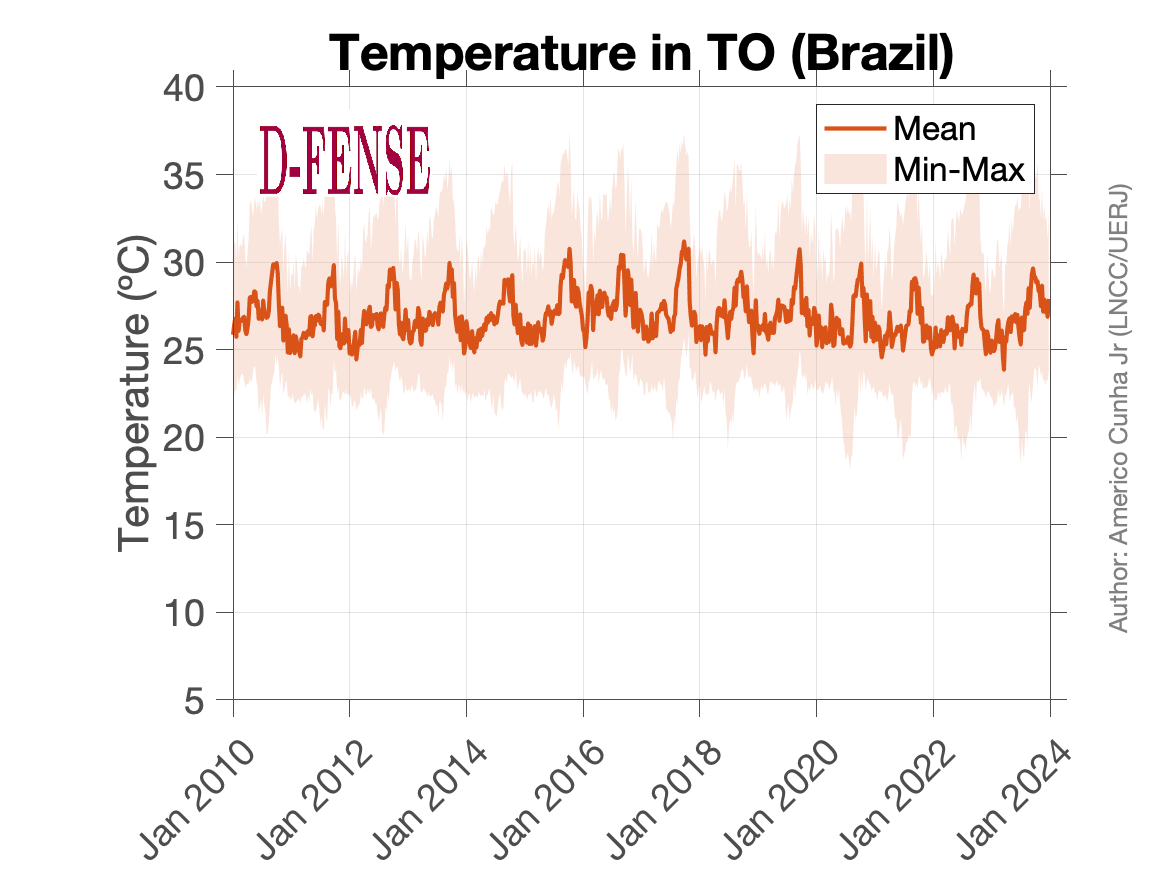 Temperature in TO (Brazil)
D-FENSE
Mean
Min-Max
Temperature (ºC)
40
35
30
25
20
15
10
5
Jan 2010
Jan 2012
Jan 2014
Jan 2016
Jan 2018
Jan 2020
Jan 2022
Jan 2024
Author: Americo Cunha Jr (LNCC/UERJ)